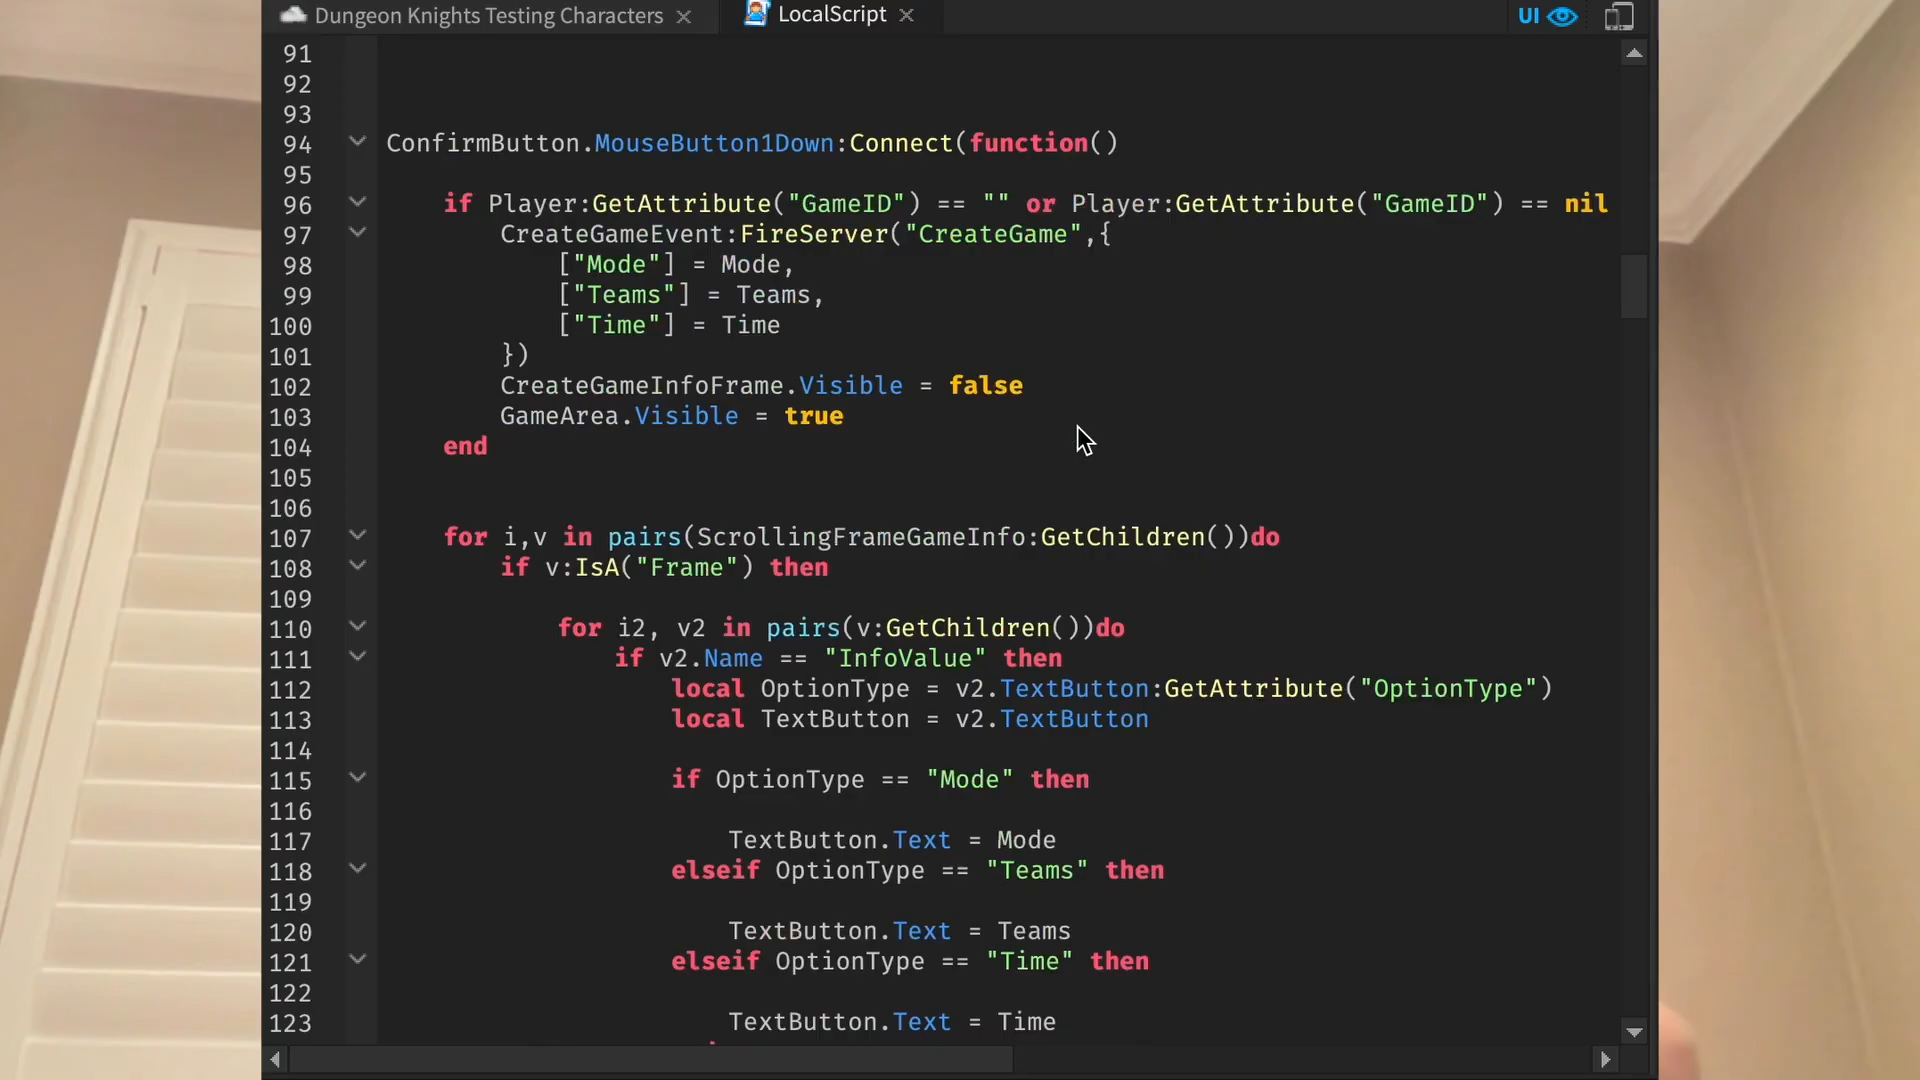 Dungeon Knights Testing Characters
LocalScript
UI
91
92
93
94 ConfirmButton.MouseButton1Down:Connect(function()
95
96 if Player:GetAttribute("GameID") == "" or Player:GetAttribute("GameID") == nil
97 CreateGameEvent:FireServer("CreateGame",{
98 ["Mode"] = Mode,
99 ["Teams"] = Teams,
100 ["Time"] = Time
101 })
102 CreateGameInfoFrame.Visible = false
103 GameArea.Visible = true
104 end
105
106
107 for i,v in pairs(ScrollingFrameGameInfo:GetChildren())do
108 if v:IsA("Frame") then
109
110 for i2, v2 in pairs(v:GetChildren())do
111 if v2.Name == "InfoValue" then
112 local OptionType = v2.TextButton:GetAttribute("OptionType")
113 local TextButton = v2.TextButton
114
115 if OptionType == "Mode" then
116
117 TextButton.Text = Mode
118 elseif OptionType == "Teams" then
119
120 TextButton.Text = Teams
121 elseif OptionType == "Time" then
122
123 TextButton.Text = Time